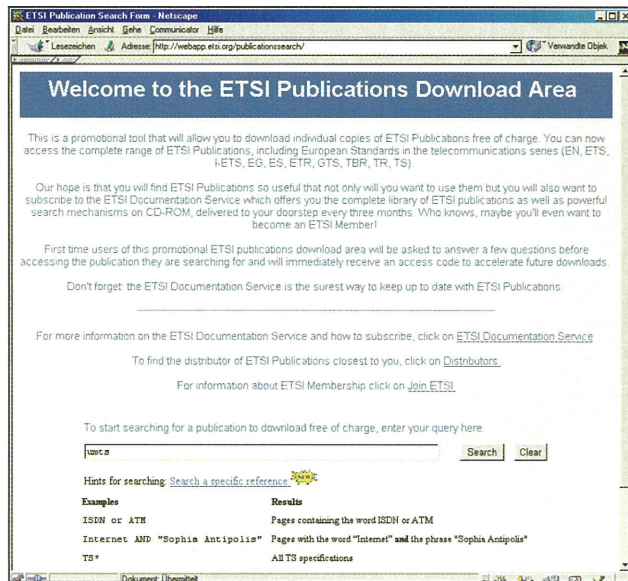 ETSI Publication Search Form - Netscape
Datei Bearbeiten Ansicht Gehe Communicator Hilfe
Lesezeichen Adresse: http://webapp.etsi.org/publicationssearch/ Verwandte Objek
Welcome to the ETSI Publications Download Area
This is a promotional tool that will allow you to download individual copies of ETSI Publications free of charge. You can now
access the complete range of ETSI Publications, including European Standards in the telecommunications series (EN, ETS,
I-ETS, EG, ES, ETR, GTS, TBR, TR, TS).
Our hope is that you will find ETSI Publications so useful that not only will you want to use them but you will also want to
subscribe to the ETSI Documentation Service which offers you the complete library of ETSI publications as well as powerful
search mechanisms on CD-ROM, delivered to your doorstep every three months. Who knows, maybe you'll even want to
become an ETSI Member!
First time users of this promotional ETSI publications download area will be asked to answer a few questions before
accessing the publication they are searching for and will immediately receive an access code to accelerate future downloads.
Don't forget: the ETSI Documentation Service is the surest way to keep up to date with ETSI Publications.
For more information on the ETSI Documentation Service and how to subscribe, click on ETSI Documentation Service
To find the distributor of ETSI Publications closest to you, click on Distributors
For information about ETSI Membership click on Join ETSI
To start searching for a publication to download free of charge, enter your query here:
umts Search Clear
Hints for searching: Search a specific reference NEW
Examples Results
ISDN or ATM Pages containing the word ISDN or ATM
Internet AND "Sophia Antipolis" Pages with the word "Internet" and the phrase "Sophia Antipolis"
TS* All TS specifications
Dokument: Übermittelt